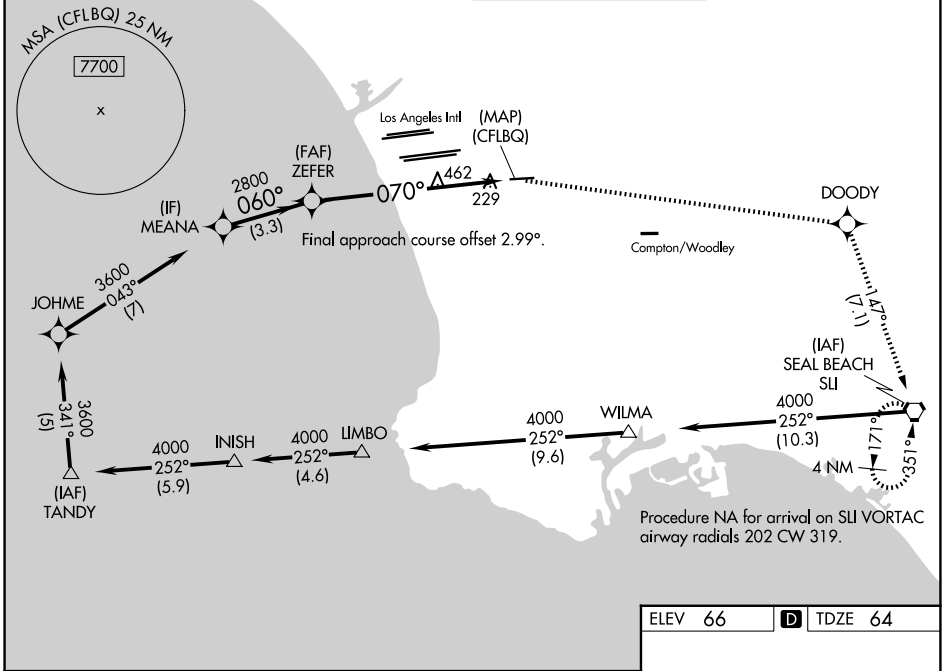 MSA (CFLBQ) 25 NM
7700
x
Los Angeles Intl
(MAP)
(CFLBQ)
(FAF)
ZEFER
462
229
070°
2800
060°
(3.3)
(IF)
MEANA
Final approach course offset 2.99°.
DOODY
Compton/Woodley
JOHME
3600
043°
(7)
147°
(7.1)
(IAF)
SEAL BEACH
SLI
3600
341°
(5)
4000
252°
(5.9)
INISH
4000
252°
(4.6)
LIMBO
4000
252°
(9.6)
WILMA
4000
252°
(10.3)
171°
351°
4 NM
(IAF)
TANDY
Procedure NA for arrival on SLI VORTAC
airway radials 202 CW 319.
ELEV 66 D TDZE 64